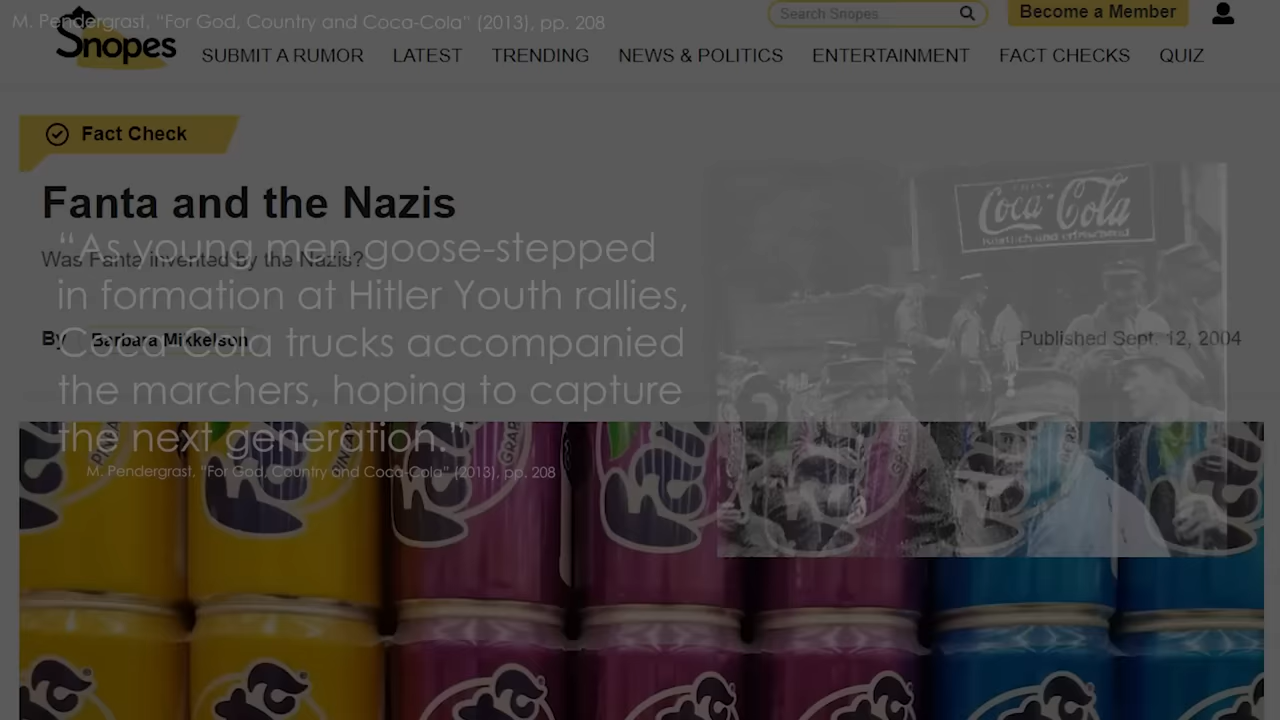 M. Pendergrast, “For God, Country and Coca-Cola” (2013), pp. 208
Search Snopes....
Become a Member
Snopes
SUBMIT A RUMOR LATEST TRENDING NEWS & POLITICS ENTERTAINMENT FACT CHECKS QUIZ
Fact Check
Fanta and the Nazis
Was Fanta invented by the Nazis?
By Barbara Mikkelson
Published Sept. 12, 2004
“As young men goose-stepped
in formation at Hitler Youth rallies,
Coca-Cola trucks accompanied
the marchers, hoping to capture
the next generation.”
M. Pendergrast, “For God, Country and Coca-Cola” (2013), pp. 208
Coca-Cola